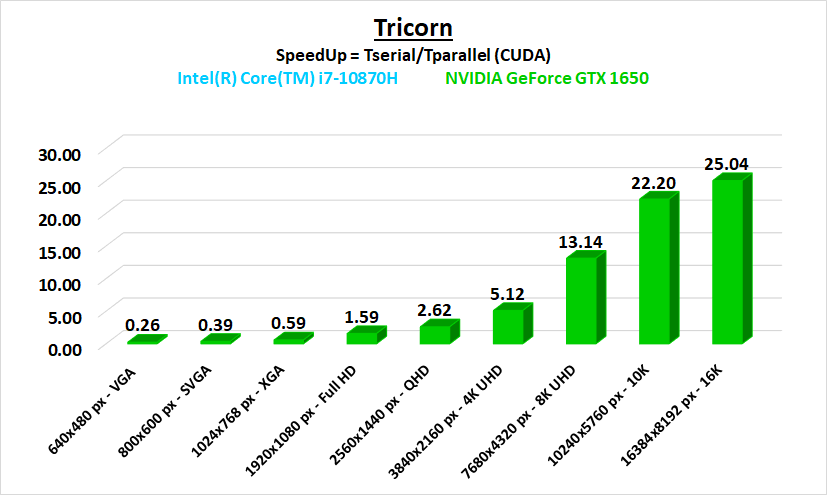 Tricorn
SpeedUp = Tserial/Tparallel (CUDA)
Intel(R) Core(TM) i7-10870H NVIDIA GeForce GTX 1650
30.00
25.00
20.00
15.00
10.00
5.00
0.00
0.26
0.39
0.59
1.59
2.62
5.12
13.14
22.20
25.04
640x480 px - VGA
800x600 px - SVGA
1024x768 px - XGA
1920x1080 px - Full HD
2560x1440 px - QHD
3840x2160 px - 4K UHD
7680x4320 px - 8K UHD
10240x5760 px - 10K
16384x8192 px - 16K